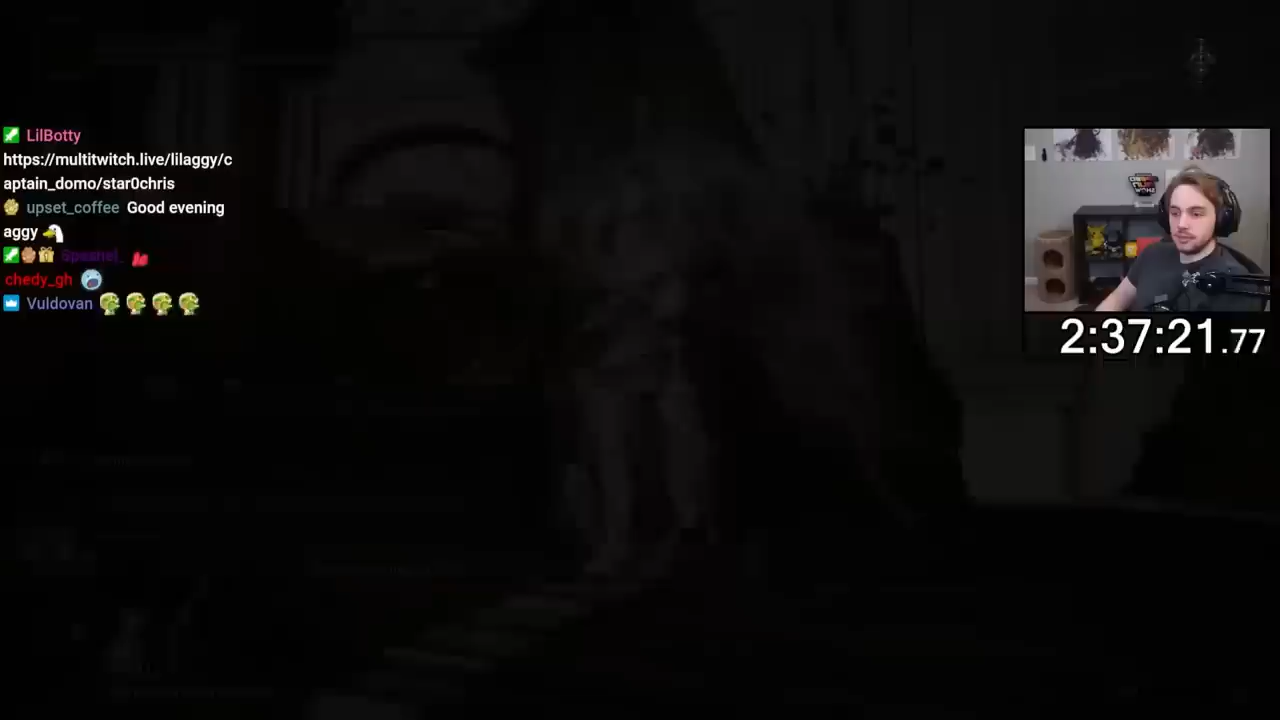 LilBotty
https://multitwitch.live/lilaggy/c
aptain_domo/star0chris
upset_coffee Good evening
aggy
chedy_gh
Vuldovan
2:37:21.77